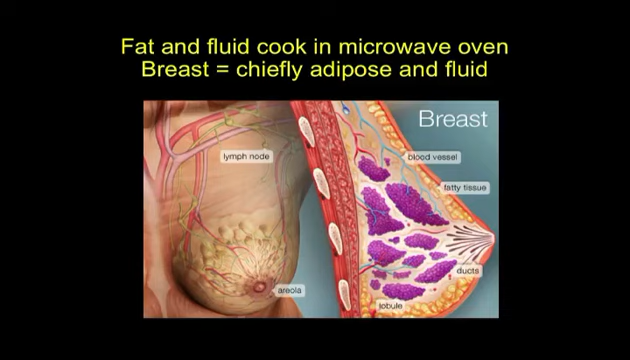 Fat and fluid cook in microwave oven
Breast = chiefly adipose and fluid
Breast
lymph node
blood vessel
fatty tissue
ducts
areola
lobule